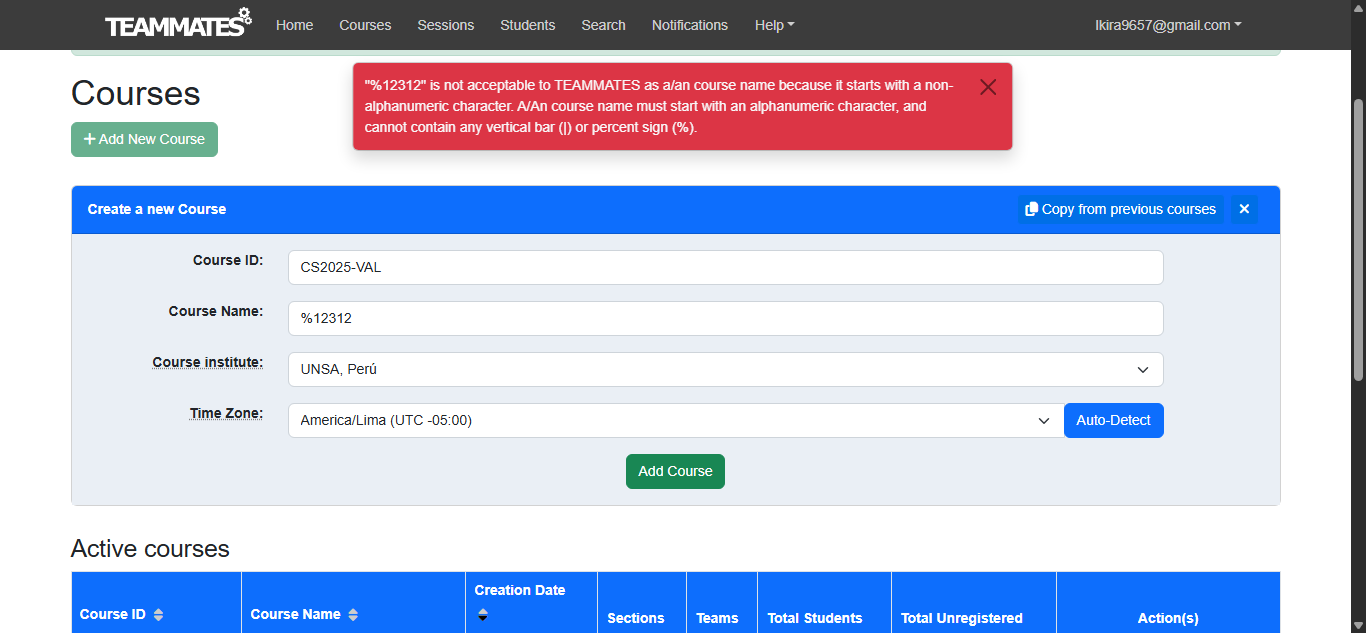 TEAMMATES Home Courses Sessions Students Search Notifications Help lkira9657@gmail.com
"%12312" is not acceptable to TEAMMATES as a/an course name because it starts with a non-
alphanumeric character. A/An course name must start with an alphanumeric character, and
cannot contain any vertical bar (|) or percent sign (%).
Courses
+ Add New Course
Create a new Course Copy from previous courses
Course ID: CS2025-VAL
Course Name: %12312
Course institute: UNSA, Perú
Time Zone: America/Lima (UTC -05:00) Auto-Detect
Add Course
Active courses
Course ID Course Name Creation Date Sections Teams Total Students Total Unregistered Action(s)